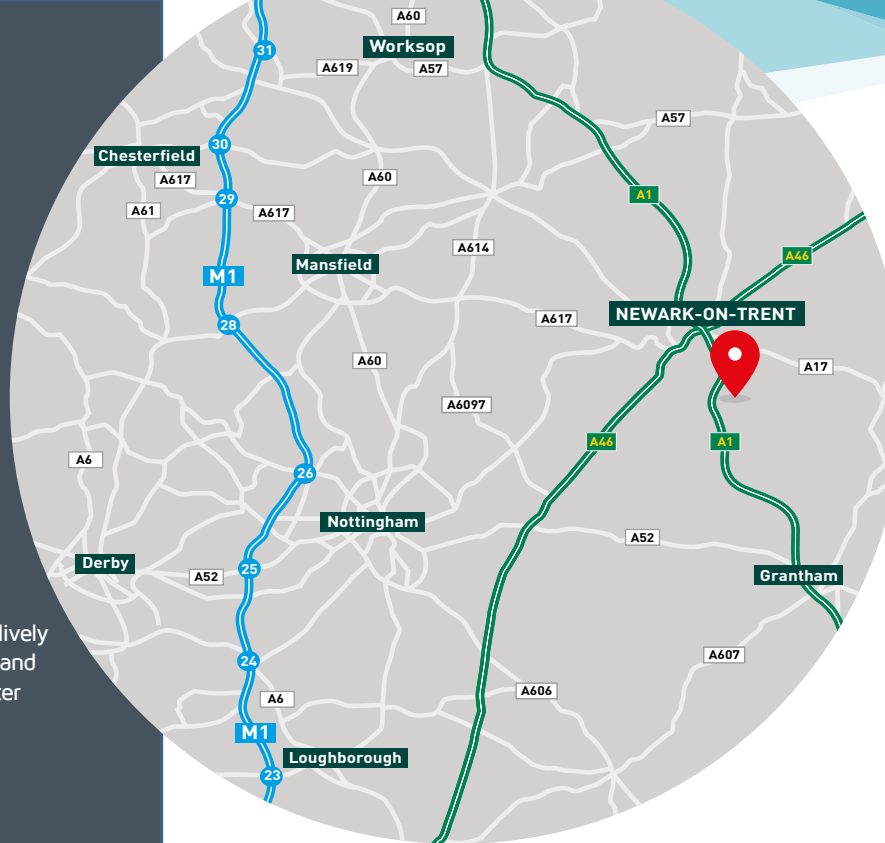 A60
Worksop
31
A619
A57
A57
30
Chesterfield
A617
A60
29
A1
A61
A617
A614
A46
Mansfield
M1
NEWARK-ON-TRENT
A617
28
A60
A17
A6097
A46
A1
A6
26
Nottingham
A52
Derby
25
A52
Grantham
lively
and
ter
24
A607
A6
A606
M1
Loughborough
23